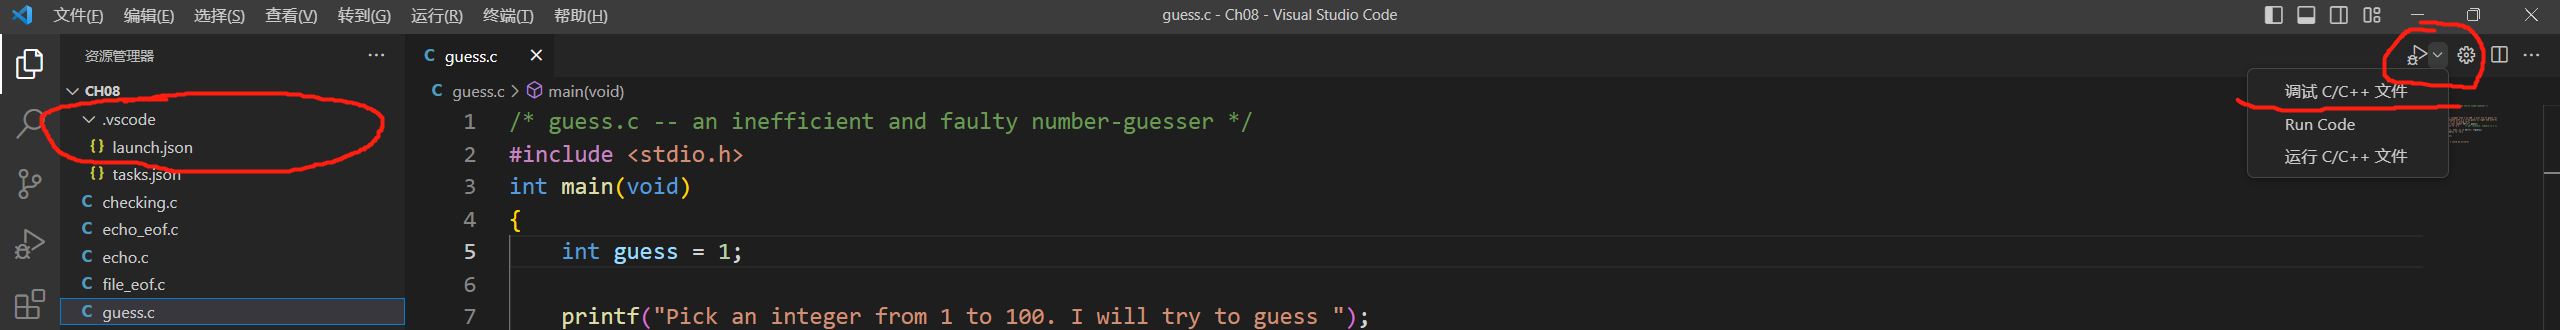 文件(F) 编辑(E) 选择(S) 查看(V) 转到(G) 运行(R) 终端(T) 帮助(H) guess.c - Ch08 - Visual Studio Code
资源管理器 ··· C guess.c
CH08
.vscode
{} launch.json
{} tasks.json
C checking.c
C echo_eof.c
C echo.c
C file_eof.c
C guess.c
C guess.c > main(void)
1 /* guess.c -- an inefficient and faulty number-guesser */
2 #include <stdio.h>
3 int main(void)
4 {
5 int guess = 1;
6
7 printf("Pick an integer from 1 to 100. I will try to guess ");
调试 C/C++ 文件
Run Code
运行 C/C++ 文件